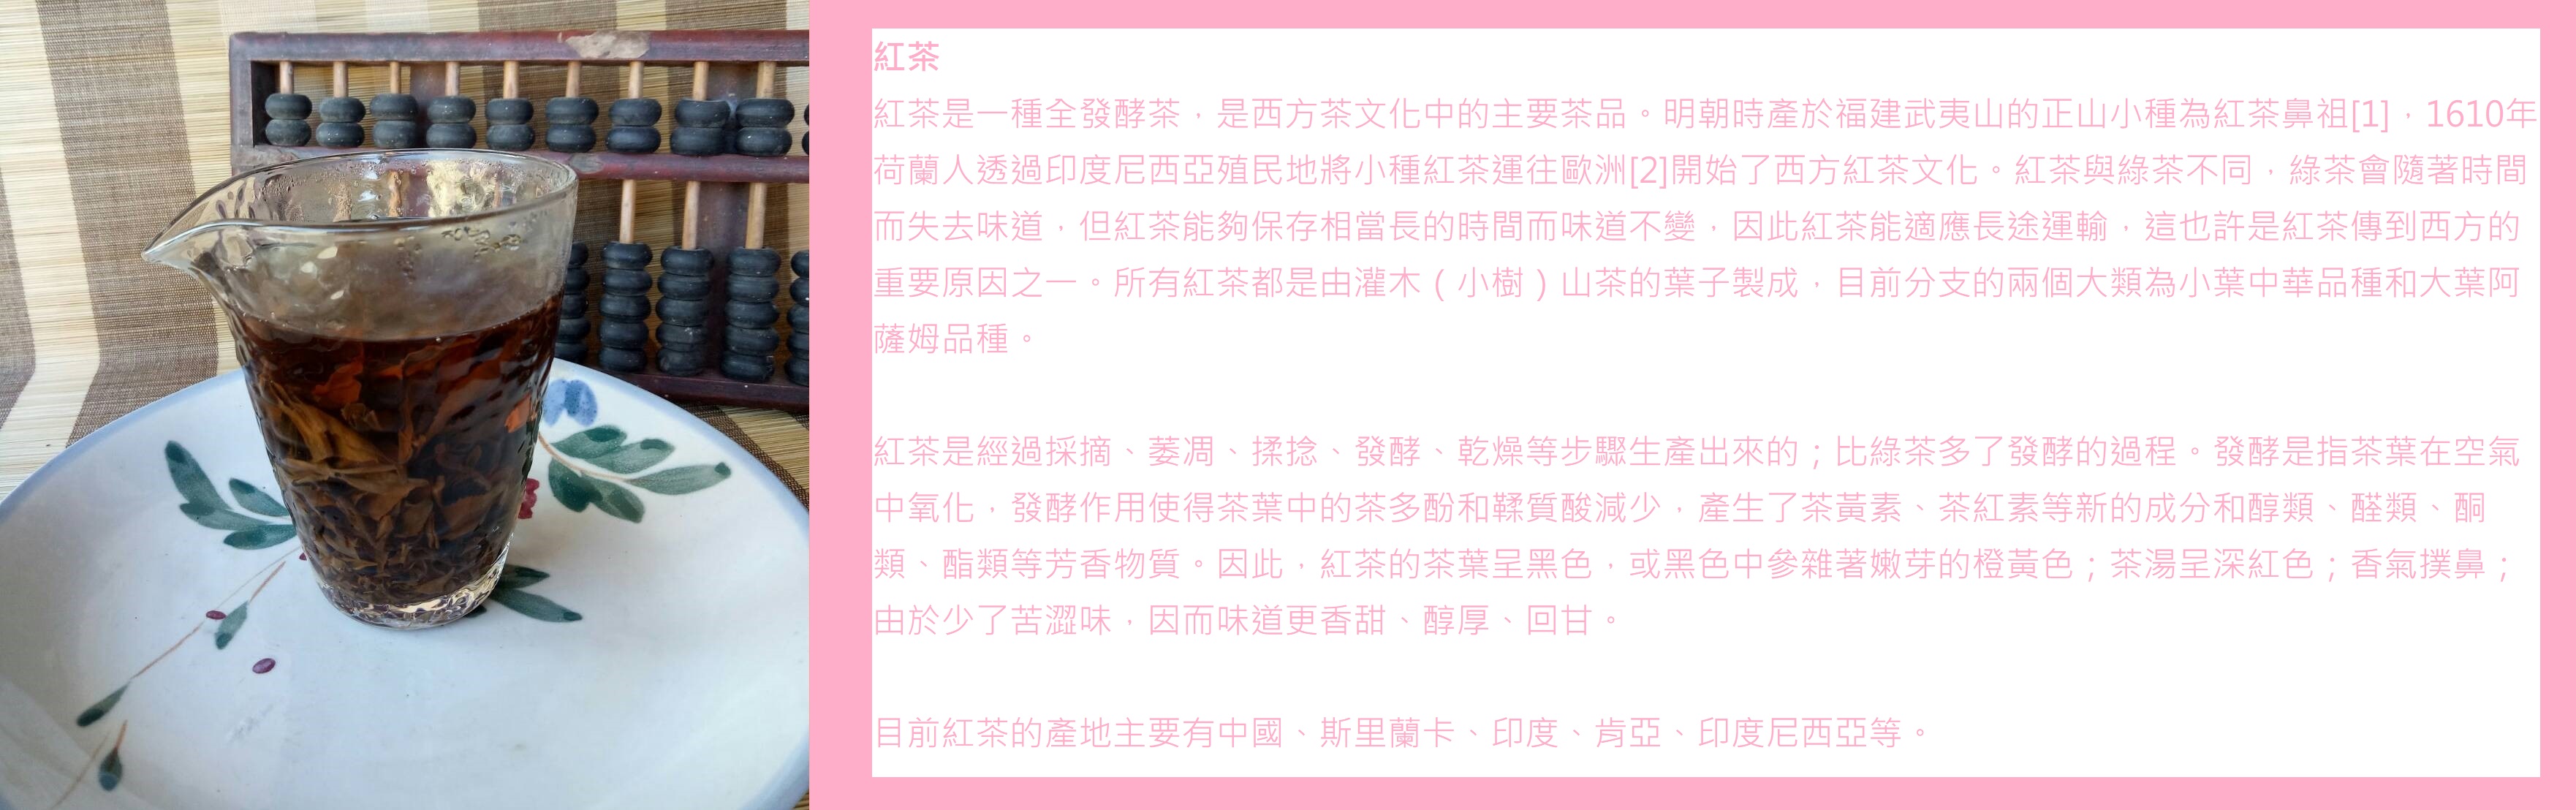 紅茶
紅茶是一種全發酵茶，是西方茶文化中的主要茶品。明朝時產於福建武夷山的正山小種為紅茶鼻祖[1]，1610年
荷蘭人透過印度尼西亞殖民地將小種紅茶運往歐洲[2]開始了西方紅茶文化。紅茶與綠茶不同，綠茶會隨著時間
而失去味道，但紅茶能夠保存相當長的時間而味道不變，因此紅茶能適應長途運輸，這也許是紅茶傳到西方的
重要原因之一。所有紅茶都是由灌木（小樹）山茶的葉子製成，目前分支的兩個大類為小葉中華品種和大葉阿
薩姆品種。
紅茶是經過採摘、萎凋、揉捻、發酵、乾燥等步驟生產出來的；比綠茶多了發酵的過程。發酵是指茶葉在空氣
中氧化，發酵作用使得茶葉中的茶多酚和鞣質酸減少，產生了茶黃素、茶紅素等新的成分和醇類、醛類、酮
類、酯類等芳香物質。因此，紅茶的茶葉呈黑色，或黑色中參雜著嫩芽的橙黃色；茶湯呈深紅色；香氣撲鼻；
由於少了苦澀味，因而味道更香甜、醇厚、回甘。
目前紅茶的產地主要有中國、斯里蘭卡、印度、肯亞、印度尼西亞等。